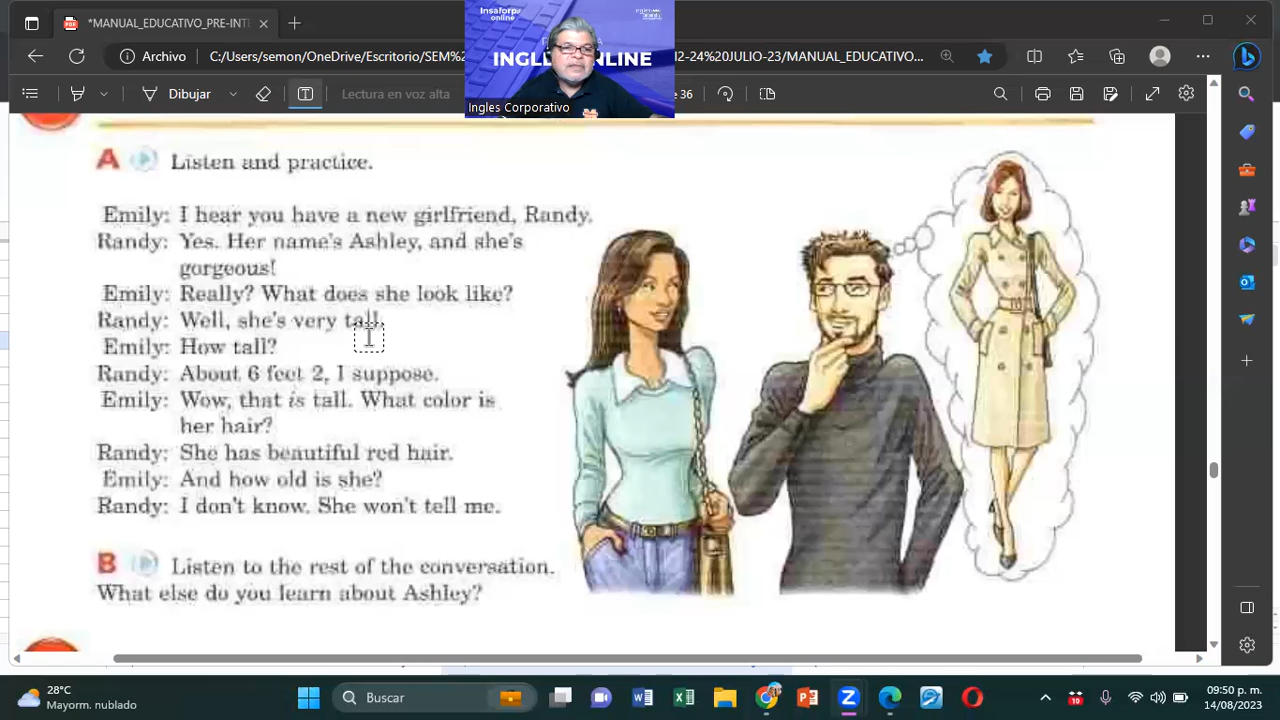 *MANUAL_EDUCATIVO_PRE-INT
Insaforp
online
INGL
ONLINE
Ingles Corporativo
Archivo
C:/Users/semon/OneDrive/Escritorio/SEM%
M2-24%20JULIO-23/MANUAL_EDUCATIVO...
Dibujar
Lectura en voz alta
e 36
A Listen and practice.
Emily: I hear you have a new girlfriend, Randy.
Randy: Yes. Her name's Ashley, and she's
gorgeous!
Emily: Really? What does she look like?
Randy: Well, she's very tall.
Emily: How tall?
Randy: About 6 feet 2, I suppose.
Emily: Wow, that is tall. What color is
her hair?
Randy: She has beautiful red hair.
Emily: And how old is she?
Randy: I don't know. She won't tell me.
B Listen to the rest of the conversation.
What else do you learn about Ashley?
28°C
Mayorm. nublado
Buscar
10
09:50 p. m.
14/08/2023